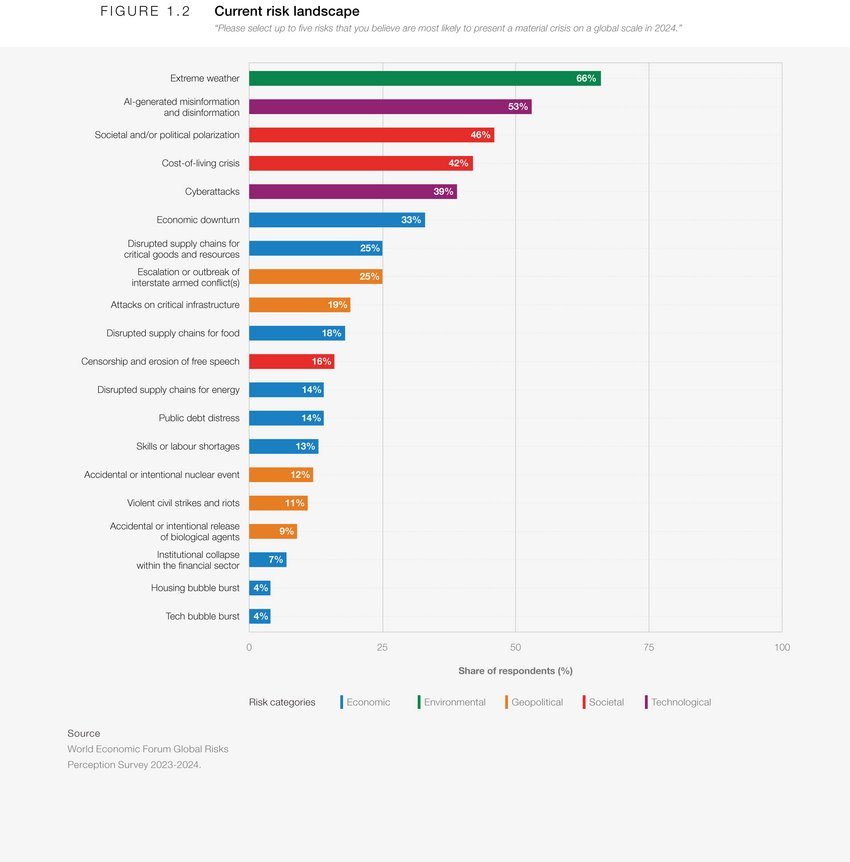 FIGURE 1.2 Current risk landscape
“Please select up to five risks that you believe are most likely to present a material crisis on a global scale in 2024.”
Extreme weather 66%
AI-generated misinformation
and disinformation 53%
Societal and/or political polarization 46%
Cost-of-living crisis 42%
Cyberattacks 39%
Economic downturn 33%
Disrupted supply chains for
critical goods and resources 25%
Escalation or outbreak of
interstate armed conflict(s) 25%
Attacks on critical infrastructure 19%
Disrupted supply chains for food 18%
Censorship and erosion of free speech 16%
Disrupted supply chains for energy 14%
Public debt distress 14%
Skills or labour shortages 13%
Accidental or intentional nuclear event 12%
Violent civil strikes and riots 11%
Accidental or intentional release
of biological agents 9%
Institutional collapse
within the financial sector 7%
Housing bubble burst 4%
Tech bubble burst 4%
0 25 50 75 100
Share of respondents (%)
Risk categories Economic Environmental Geopolitical Societal Technological
Source
World Economic Forum Global Risks
Perception Survey 2023-2024.